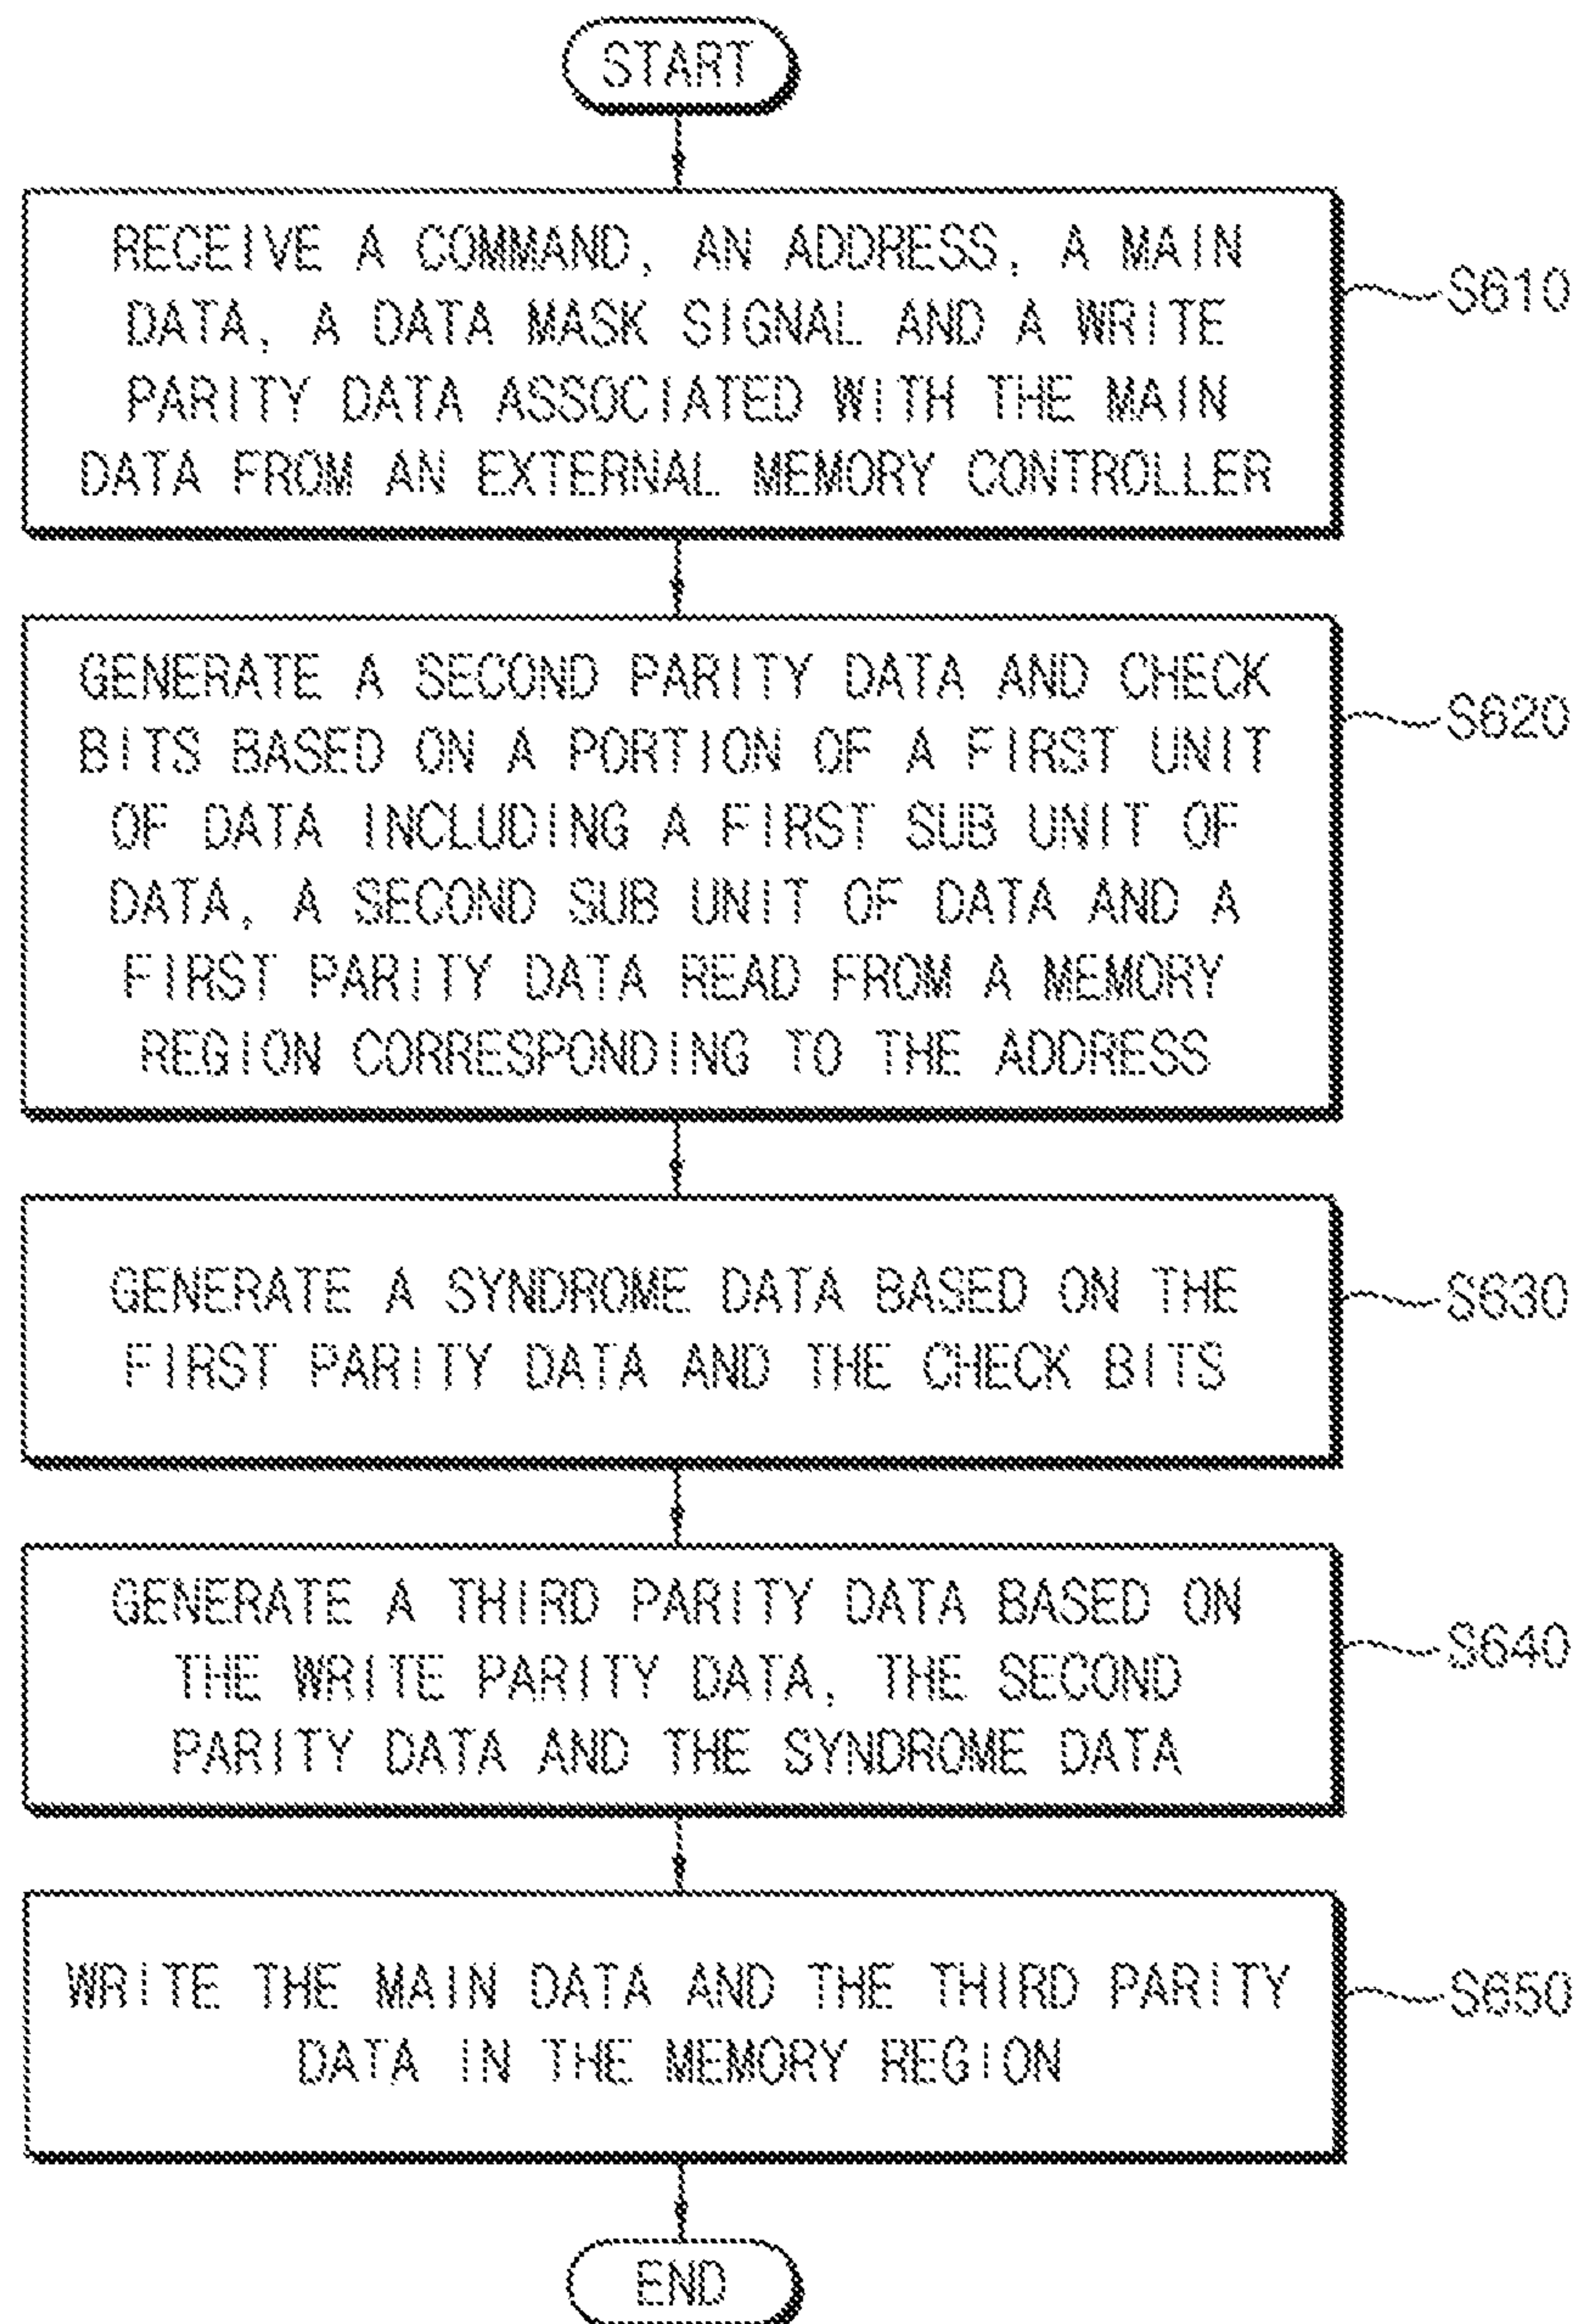 START
RECEIVE A COMMAND, AN ADDRESS, A MAIN
DATA, A DATA MASK SIGNAL AND A WRITE
PARITY DATA ASSOCIATED WITH THE MAIN
DATA FROM AN EXTERNAL MEMORY CONTROLLER
S610
GENERATE A SECOND PARITY DATA AND CHECK
BITS BASED ON A PORTION OF A FIRST UNIT
OF DATA INCLUDING A FIRST SUB UNIT OF
DATA, A SECOND SUB UNIT OF DATA AND A
FIRST PARITY DATA READ FROM A MEMORY
REGION CORRESPONDING TO THE ADDRESS
S620
GENERATE A SYNDROME DATA BASED ON THE
FIRST PARITY DATA AND THE CHECK BITS
S630
GENERATE A THIRD PARITY DATA BASED ON
THE WRITE PARITY DATA, THE SECOND
PARITY DATA AND THE SYNDROME DATA
S640
WRITE THE MAIN DATA AND THE THIRD PARITY
DATA IN THE MEMORY REGION
S650
END